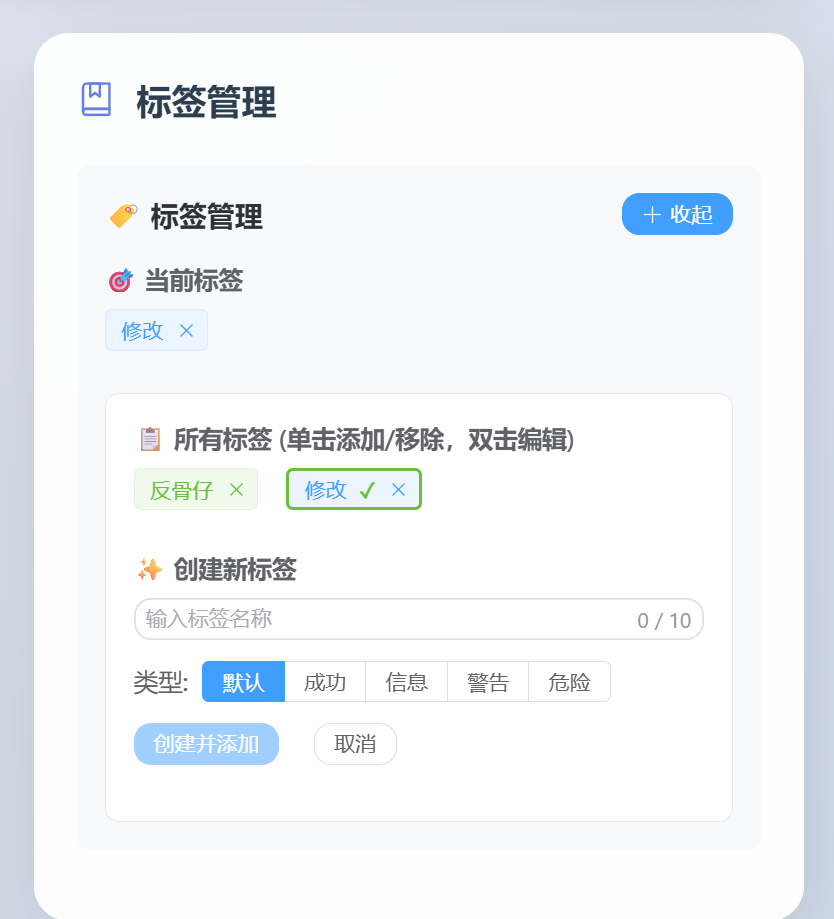 标签管理
标签管理
收起
当前标签
修改
所有标签 (单击添加/移除，双击编辑)
反骨仔 修改
创建新标签
输入标签名称 0 / 10
类型: 默认 成功 信息 警告 危险
创建并添加 取消